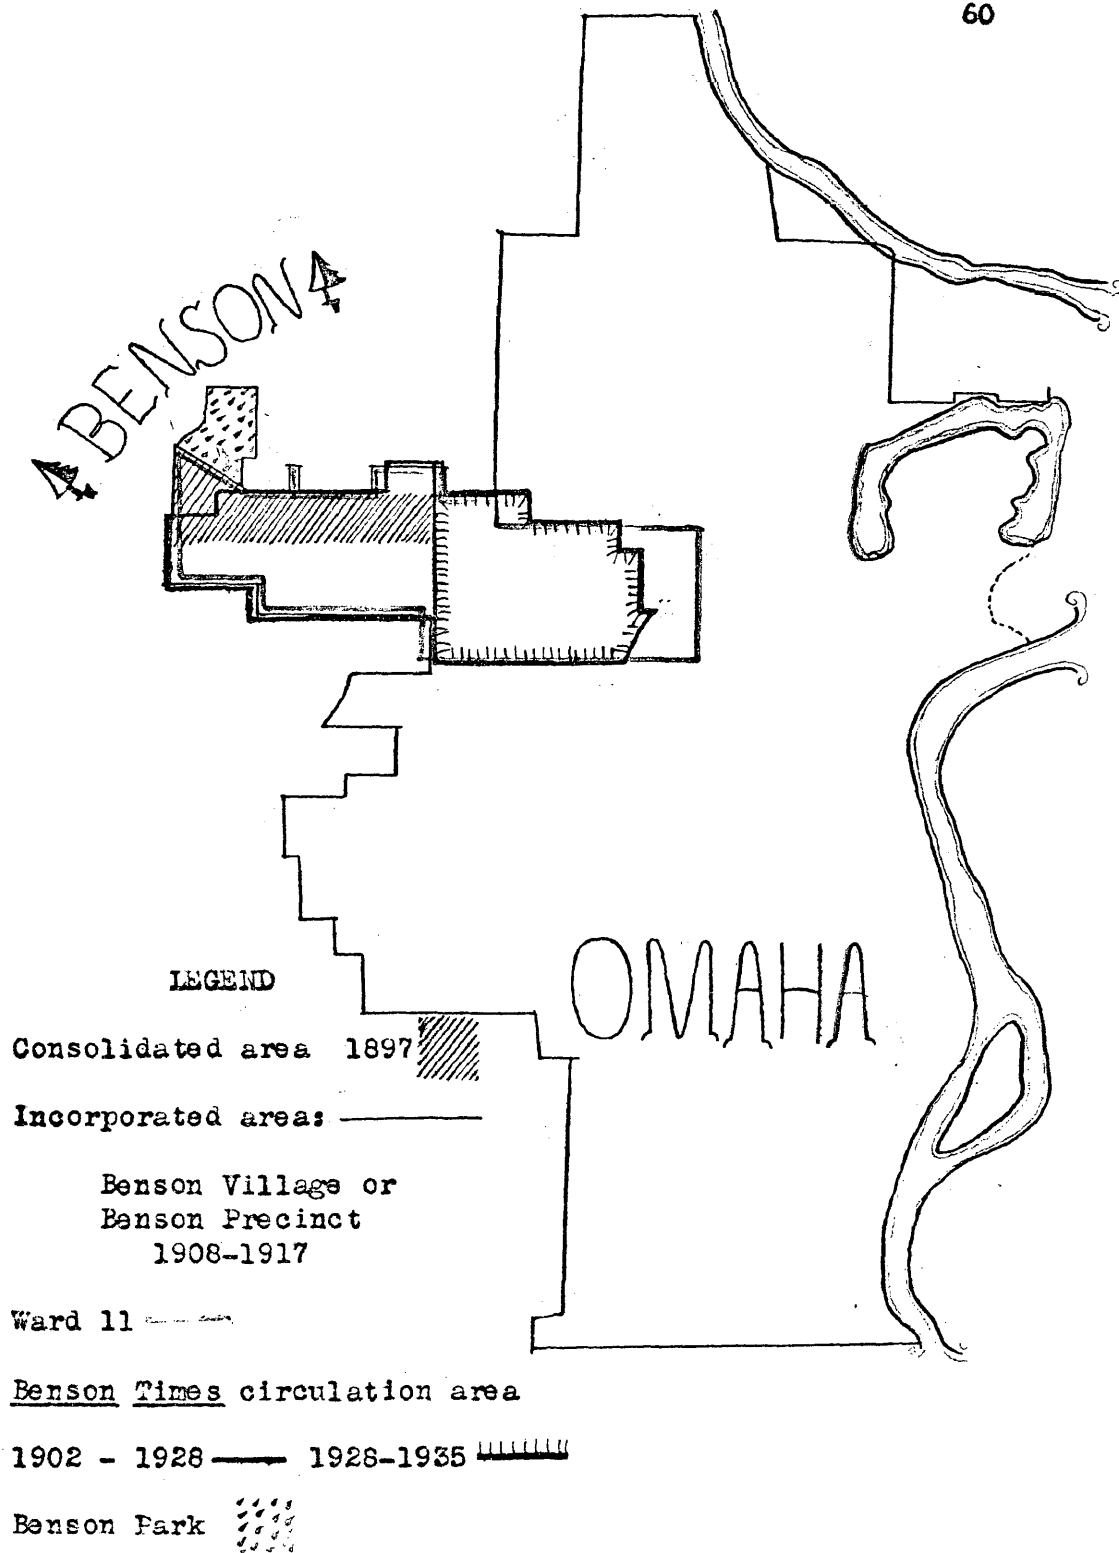 60
BENSON
OMAHA
LEGEND
Consolidated area 1897
Incorporated area:
Benson Village or
Benson Precinct
1908-1917
Ward 11
Benson Times circulation area
1902 - 1928 1928-1935
Benson Park